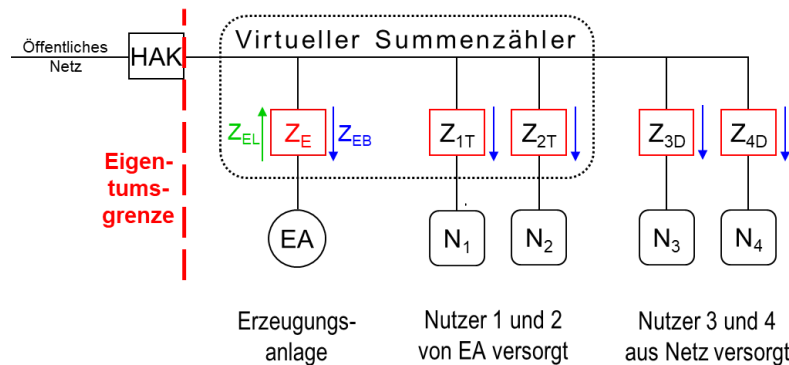 Virtueller Summenzähler
Öffentliches
Netz
HAK
Z_EL
Z_E
Z_EB
Z_1T
Z_2T
Z_3D
Z_4D
Eigen-
tums-
grenze
EA
N_1
N_2
N_3
N_4
Erzeugungs-
anlage
Nutzer 1 und 2
von EA versorgt
Nutzer 3 und 4
aus Netz versorgt